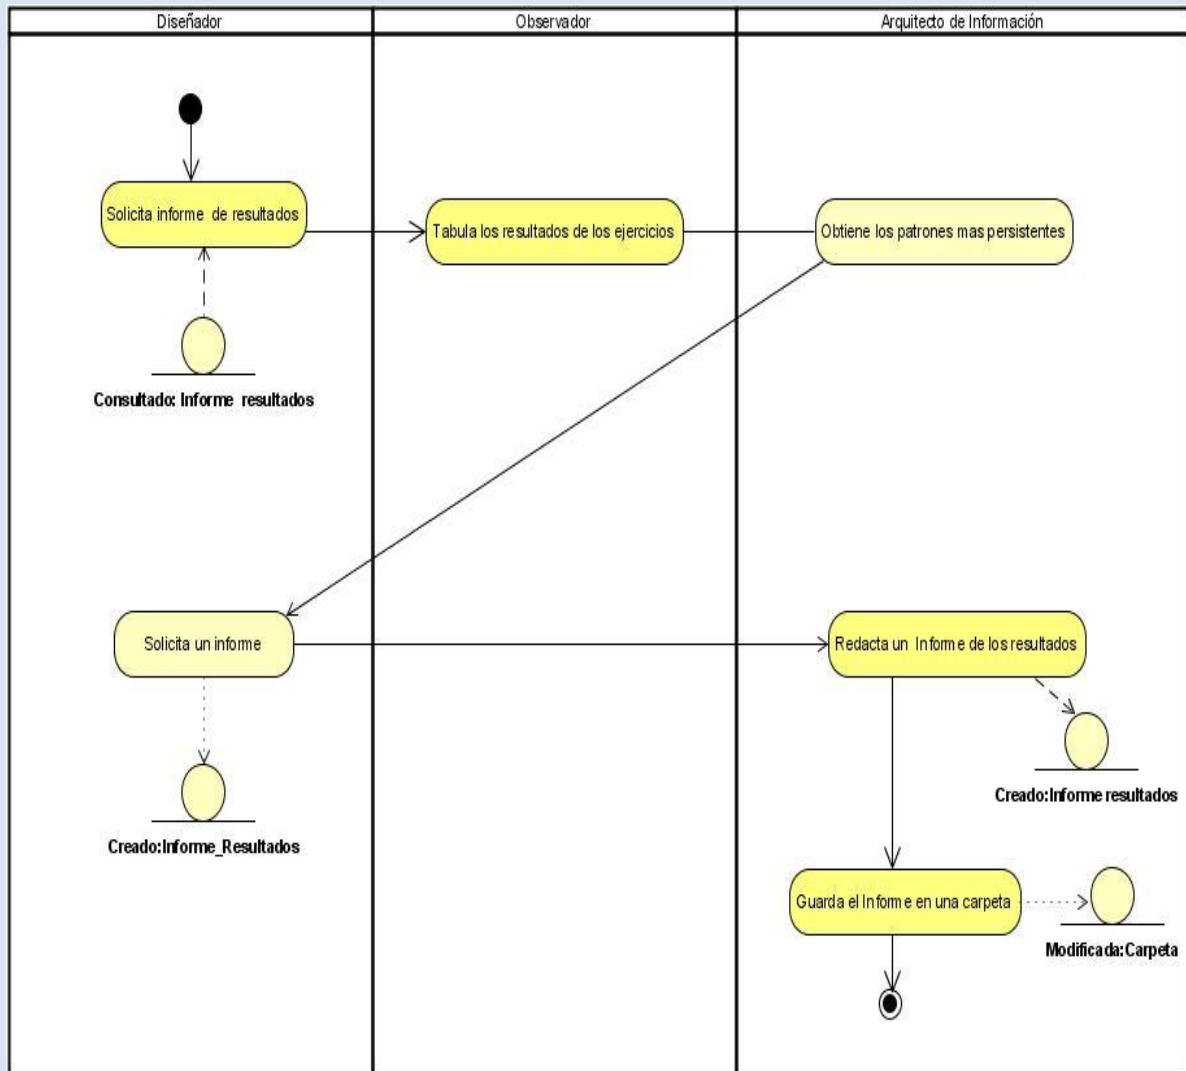 Diseñador
Observador
Arquitecto de Información
Solicita informe de resultados
Tabula los resultados de los ejercicios
Obtiene los patrones mas persistentes
Consultado: Informe resultados
Solicita un informe
Redacta un Informe de los resultados
Creado:Informe resultados
Creado:Informe_Resultados
Guarda el Informe en una carpeta
Modificada:Carpeta